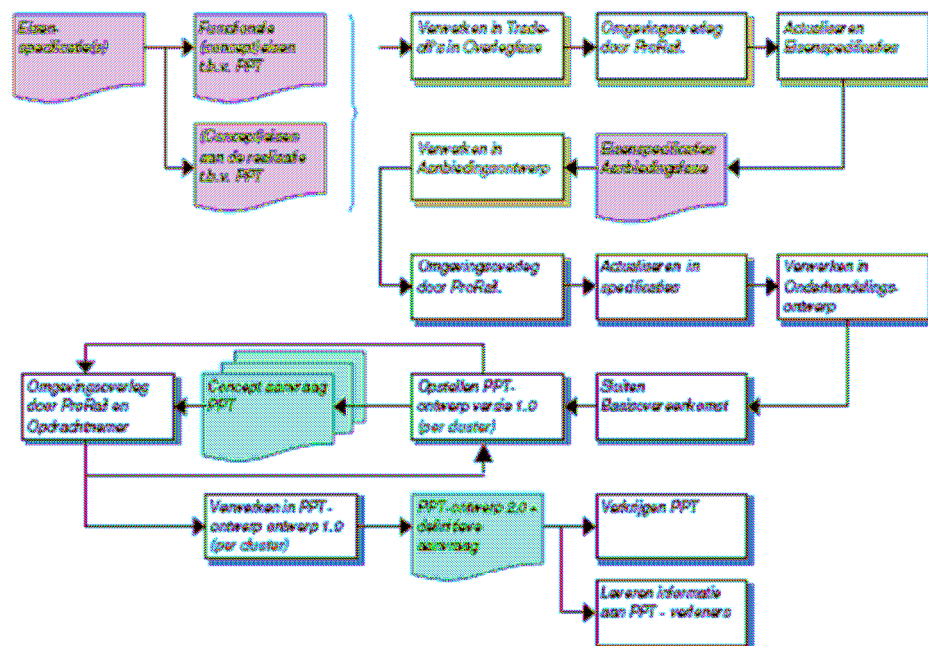 Eisen-
specificatie(s)
Functionele
(concept)eisen
t.b.v. PPT
(Concept)eisen
aan de realisatie
t.b.v. PPT
Verwerken in Trade-
off's in Overlegfase
Omgevingsoverleg
door ProRail.
Actualiseren
Eisenspecificaties
Verwerken in
Aanbiedingsontwerp
Eisenspecificaties
Aanbiedingsfase
Omgevingsoverleg
door ProRail.
Actualiseren in
specificaties
Verwerken in
Onderhandelings-
ontwerp
Omgevingsoverleg
door ProRail en
Opdrachtnemer
Concept aanvraag
PPT
Opstellen PPT-
ontwerp versie 1.0
(per cluster)
Sluiten
Basisovereenkomst
Verwerken in PPT-
ontwerp ontwerp 1.0
(per cluster)
PPT-ontwerp 2.0 =
definitieve
aanvraag
Verkrijgen PPT
Leveren informatie
aan PPT - verleners